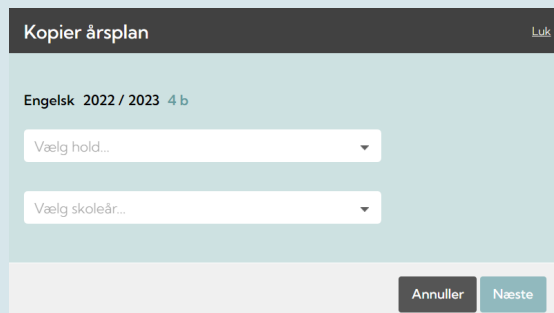 Kopier årsplan Luk
Engelsk 2022 / 2023 4 b
Vælg hold...
Vælg skoleår...
Annuller Næste